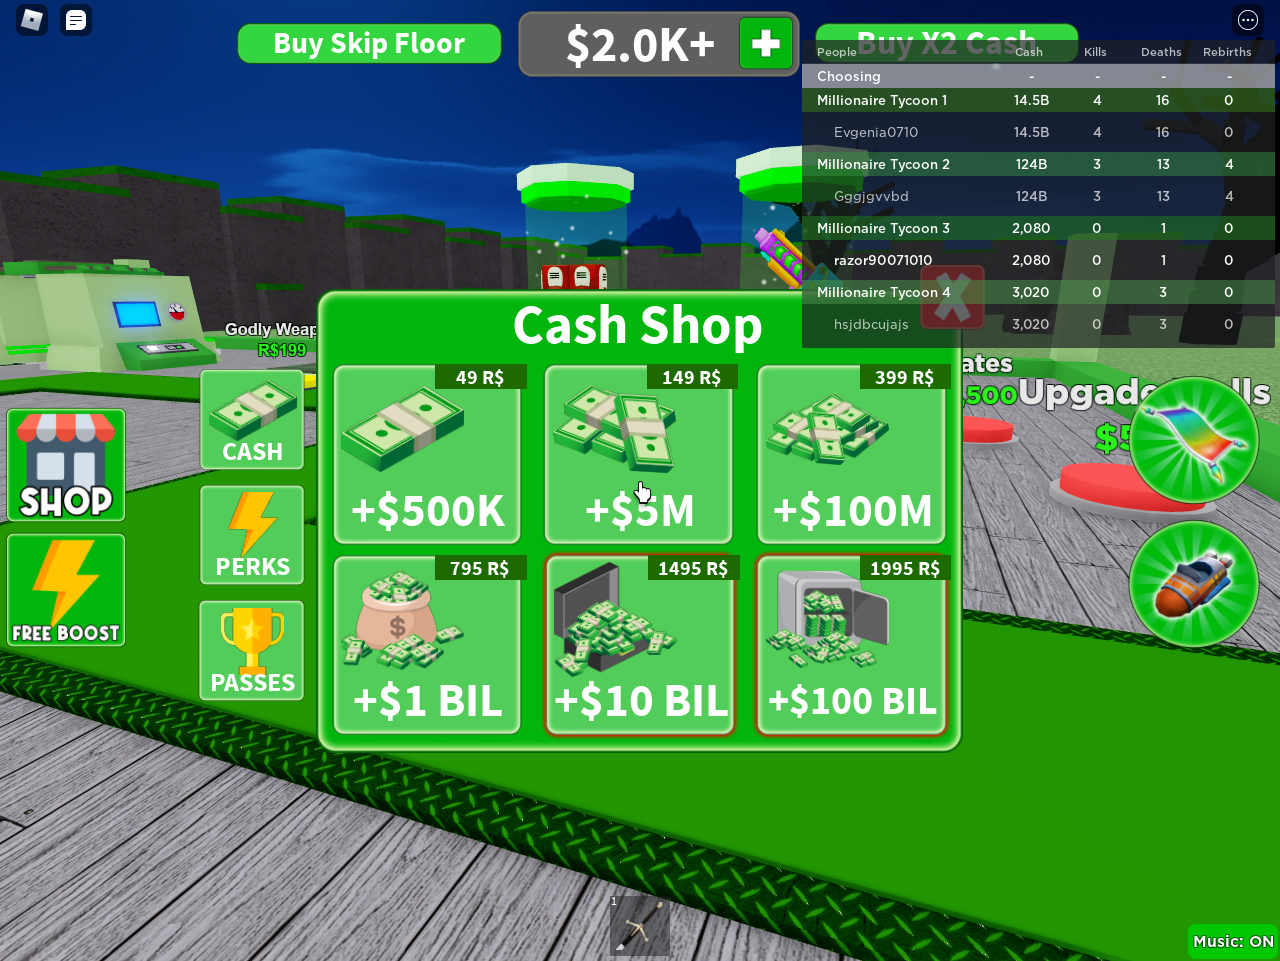 Buy Skip Floor
$2.0K+
Buy X2 Cash
People Cash Kills Deaths Rebirths
Choosing - - - -
Millionaire Tycoon 1 14.5B 4 16 0
Evgenia0710 14.5B 4 16 0
Millionaire Tycoon 2 124B 3 13 4
Gggjgvvbd 124B 3 13 4
Millionaire Tycoon 3 2,080 0 1 0
razor90071010 2,080 0 1 0
Millionaire Tycoon 4 3,020 0 3 0
hsjdbcujajs 3,020 0 3 0
Godly Weap
R$199
Cash Shop
49 R$
+$500K
149 R$
+$5M
399 R$
+$100M
795 R$
+$1 BIL
1495 R$
+$10 BIL
1995 R$
+$100 BIL
CASH
PERKS
PASSES
SHOP
FREE BOOST
ates
,500
1
Music: ON